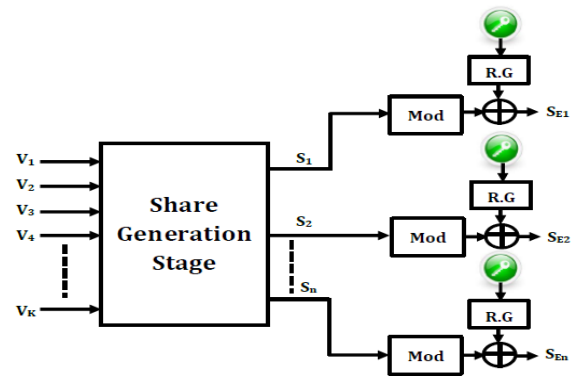 R.G
Mod
SE1
V1
V2
V3
V4
VK
Share
Generation
Stage
S1
S2
Sn
R.G
Mod
SE2
R.G
Mod
SEn